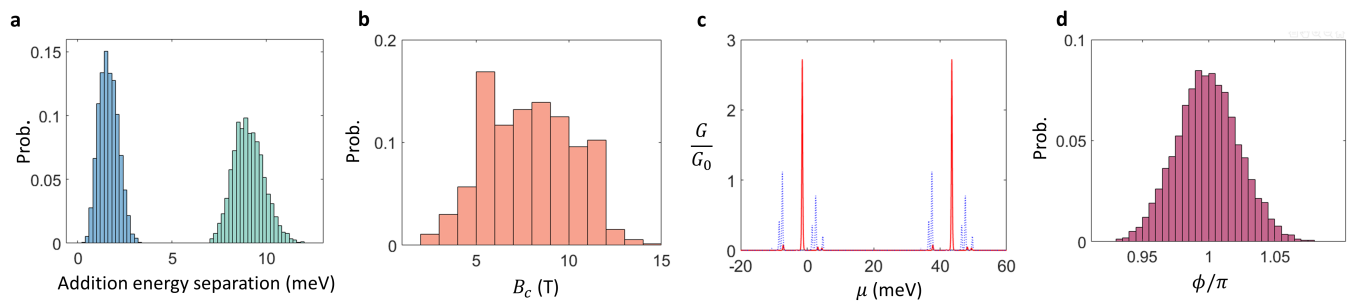 a
0.15
0.1
0.05
0
Prob.
0
5
10
Addition energy separation (meV)
b
0.2
0.1
0
Prob.
5
10
15
B_c (T)
c
3
2
1
0
G
G_0
-20
0
20
40
60
μ (meV)
d
0.1
0.05
0
Prob.
0.95
1
1.05
ϕ/π